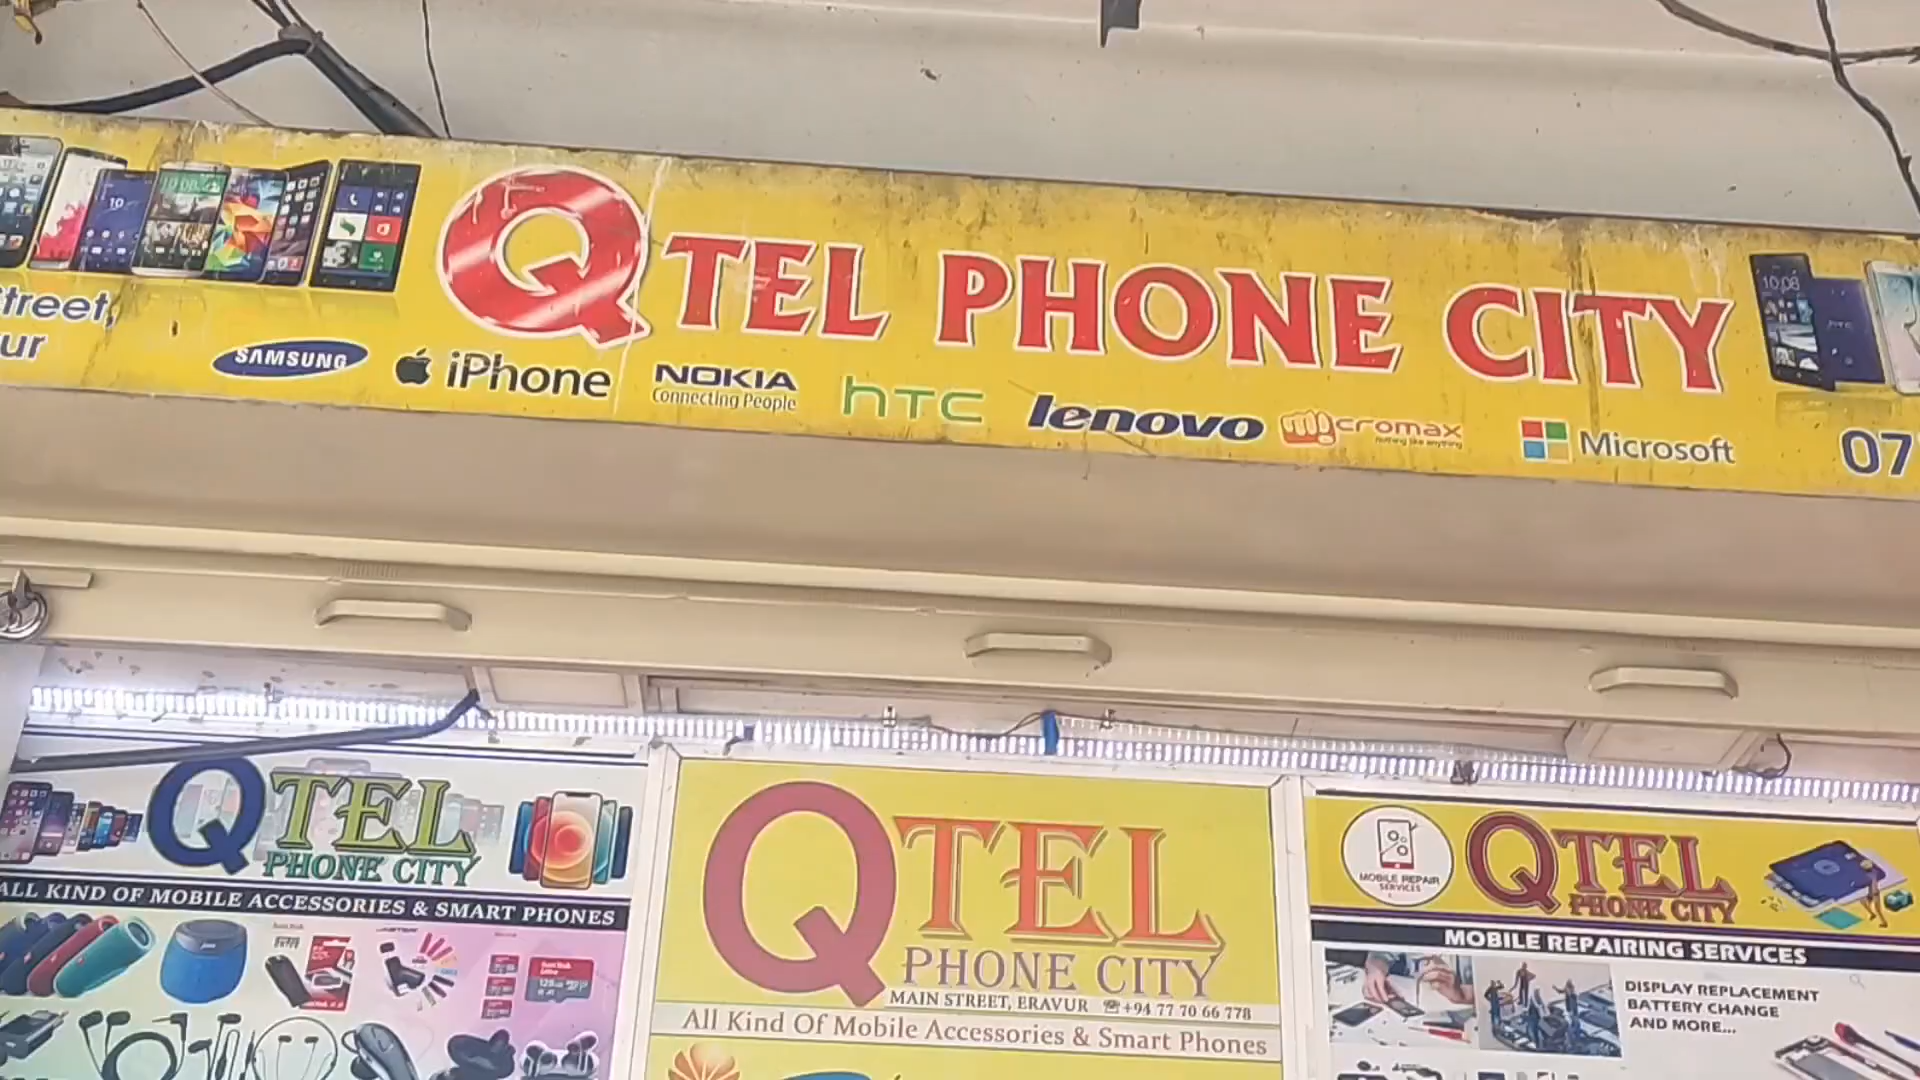 QTEL PHONE CITY
treet,
ur
SAMSUNG
iPhone
NOKIA
Connecting People
hTC
lenovo
micromax
nothing like anything
Microsoft
07
QTEL
PHONE CITY
ALL KIND OF MOBILE ACCESSORIES & SMART PHONES
QTEL
PHONE CITY
MAIN STREET, ERAVUR ☏+94 77 70 66 778
All Kind Of Mobile Accessories & Smart Phones
MOBILE REPAIR
SERVICES
QTEL
PHONE CITY
MOBILE REPAIRING SERVICES
DISPLAY REPLACEMENT
BATTERY CHANGE
AND MORE...